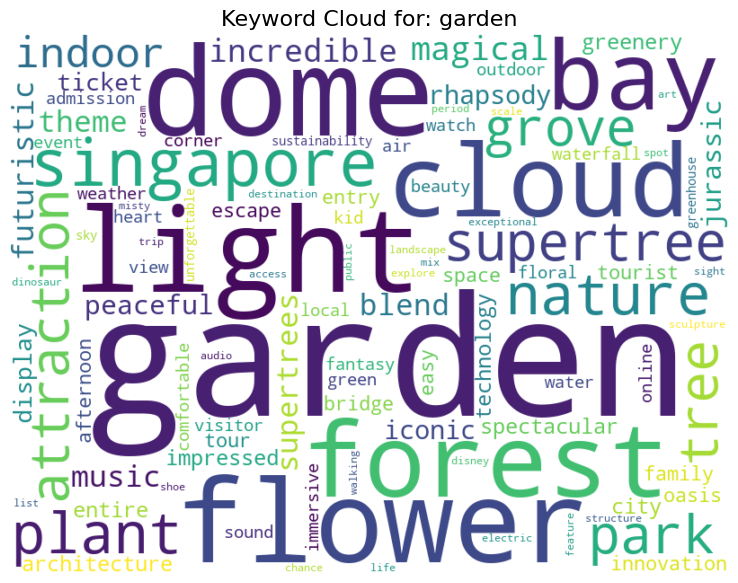 Keyword Cloud for: garden
indoor
incredible
magical
greenery
dome
bay
ticket
outdoor
admission
rhapsody
period
art
theme
dream
scale
event
corner
sustainability
air
watch
grove
futuristic
singapore
cloud
waterfall
spot
jurassic
weather
destination
entry
beauty
greenhouse
misty
heart
escape
kid
unforgettable
exceptional
light
sky
trip
view
landscape
supertree
attraction
public
access
mix
space
floral
tourist
sight
dinosaur
explore
peaceful
supertrees
local
blend
nature
technology
sculpture
garden
display
afternoon
audio
fantasy
easy
green
water
online
comfortable
bridge
tree
visitor
iconic
spectacular
tour
impressed
forest
music
shoe
immersive
walking
disney
family
oasis
list
entire
flower
city
plant
sound
electric
feature
structure
park
architecture
chance
life
innovation